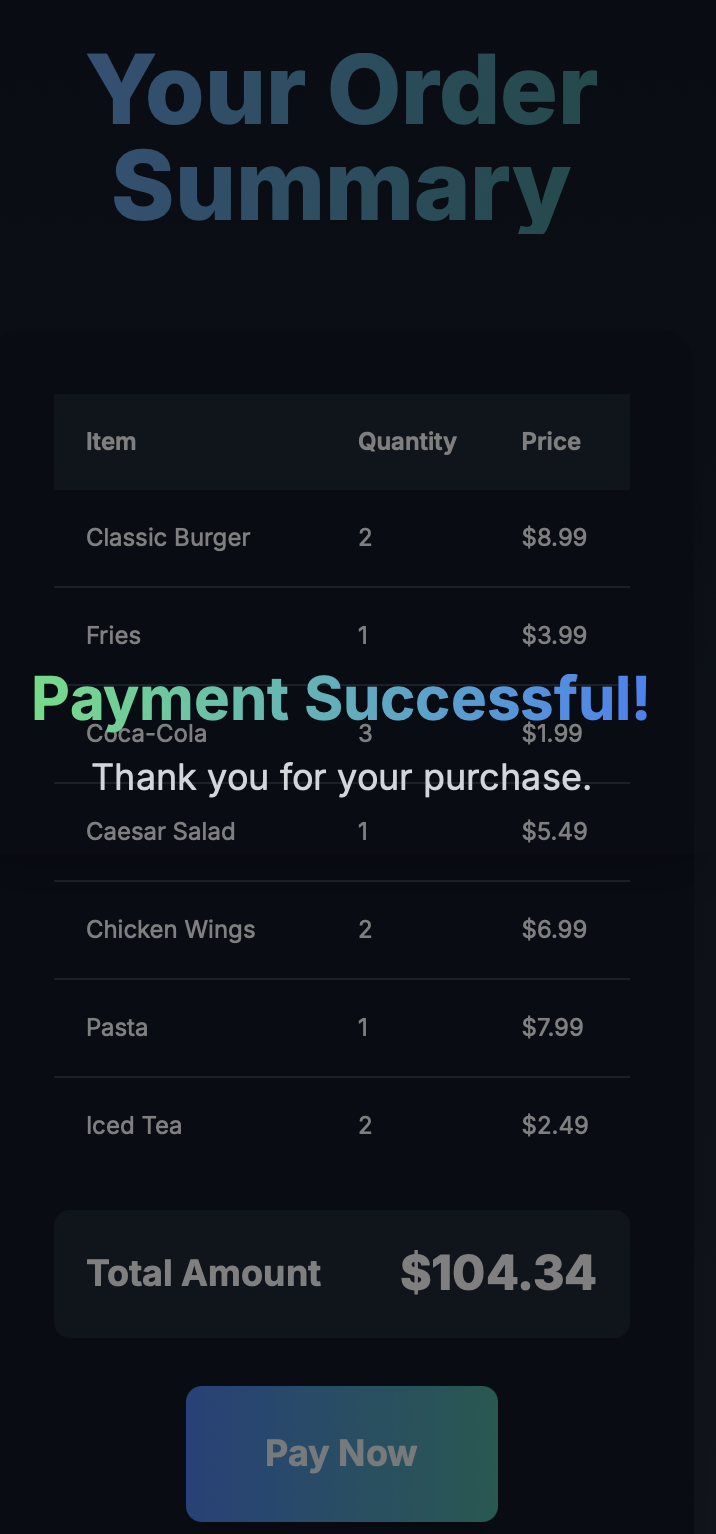 Your Order
Summary
Item Quantity Price
Classic Burger 2 $8.99
Fries 1 $3.99
Payment Successful!
Coca-Cola 3 $1.99
Thank you for your purchase.
Caesar Salad 1 $5.49
Chicken Wings 2 $6.99
Pasta 1 $7.99
Iced Tea 2 $2.49
Total Amount $104.34
Pay Now